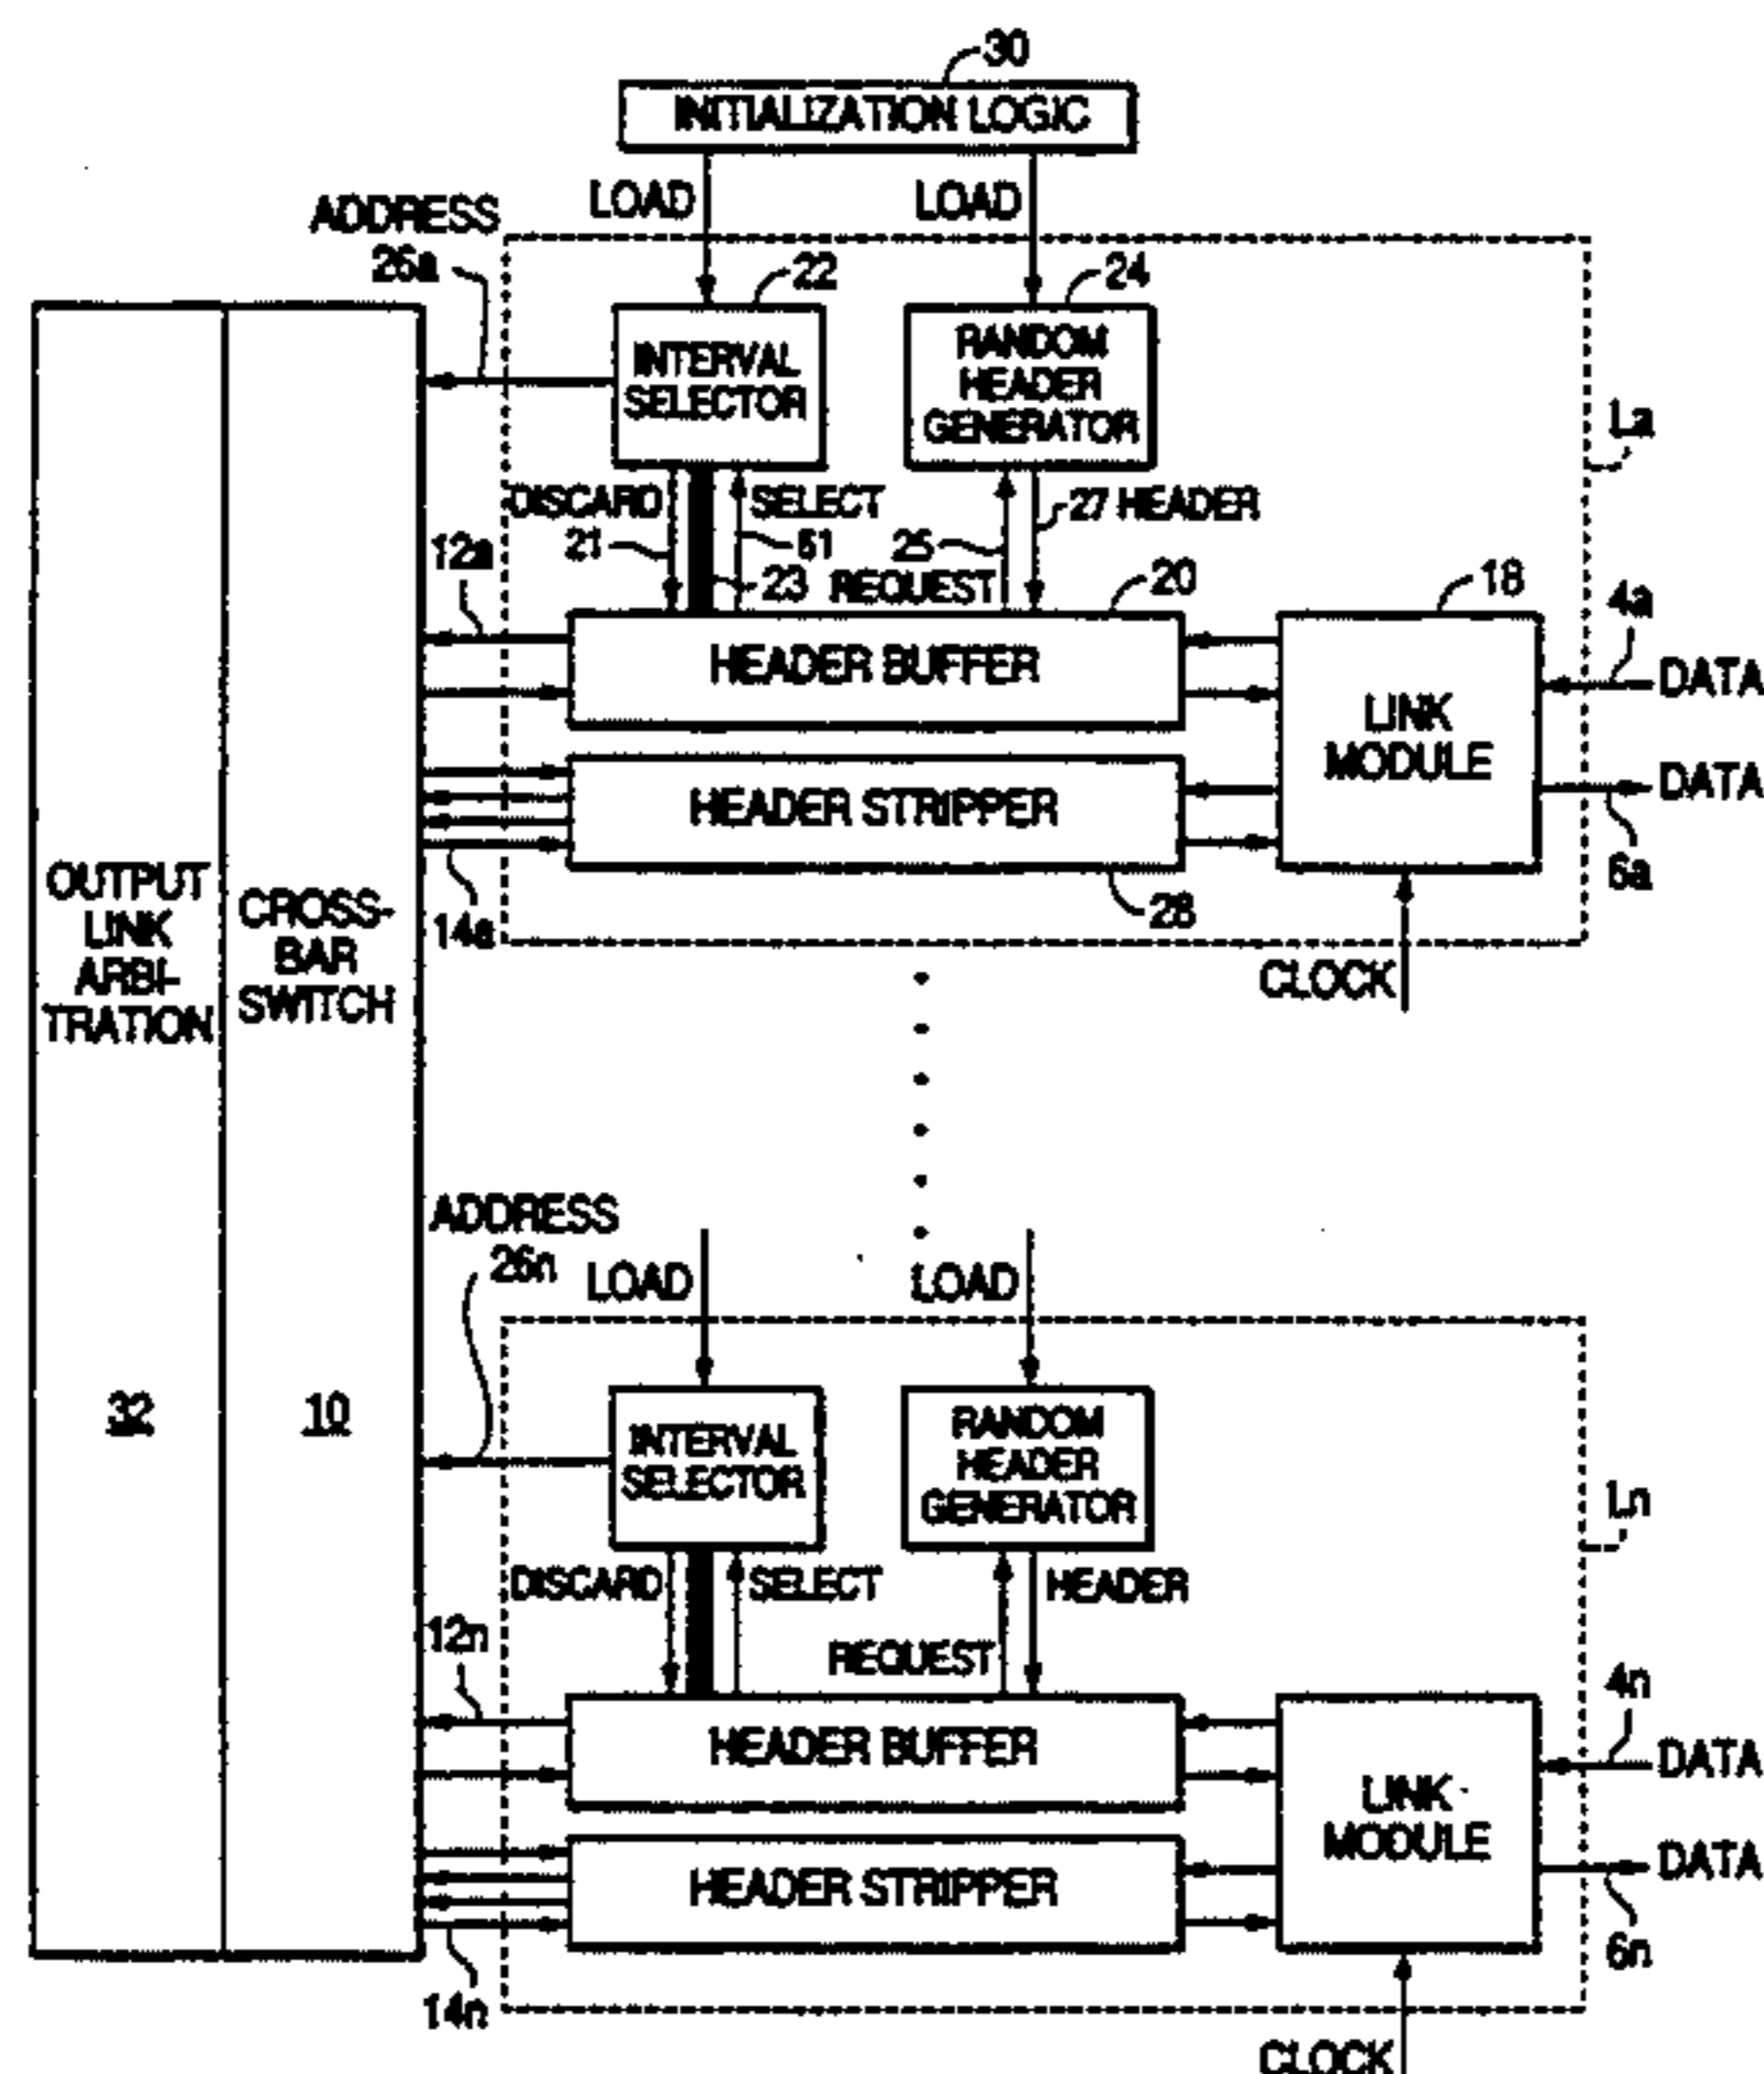 30
INITIALIZATION LOGIC
LOAD
LOAD
ADDRESS
26a
22
24
INTERVAL
SELECTOR
RANDOM
HEADER
GENERATOR
La
DISCARD
21
SELECT
61
23
25
REQUEST
27 HEADER
12a
20
18
4a
HEADER BUFFER
DATA
LINK
MODULE
DATA
6a
HEADER STRIPPER
28
14a
CLOCK
OUTPUT
LINK
ARBI-
TRATION
CROSS-
BAR
SWITCH
ADDRESS
26n
LOAD
LOAD
32
10
INTERVAL
SELECTOR
RANDOM
HEADER
GENERATOR
Ln
DISCARD
SELECT
REQUEST
HEADER
12n
4n
HEADER BUFFER
DATA
LINK
MODULE
DATA
6n
HEADER STRIPPER
14n
CLOCK